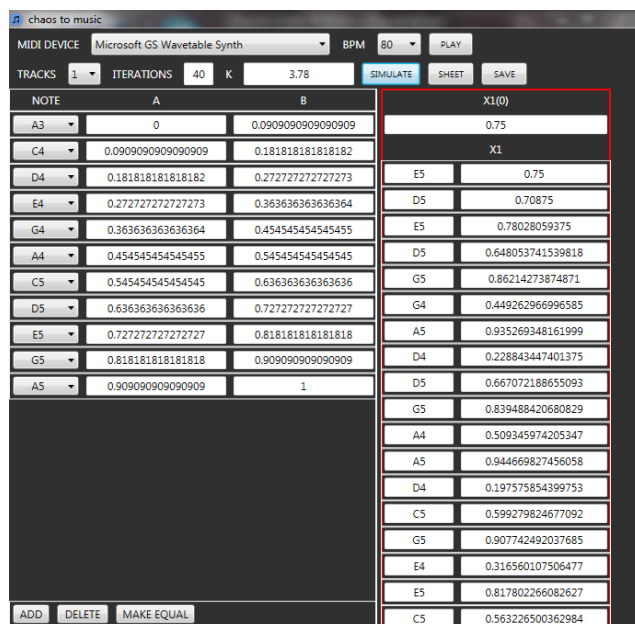 chaos to music
MIDI DEVICE Microsoft GS Wavetable Synth BPM 80 PLAY
TRACKS 1 ITERATIONS 40 K 3.78 SIMULATE SHEET SAVE
NOTE A B
A3 0 0.0909090909090909
C4 0.0909090909090909 0.181818181818182
D4 0.181818181818182 0.272727272727273
E4 0.272727272727273 0.363636363636364
G4 0.363636363636364 0.454545454545455
A4 0.454545454545455 0.545454545454545
C5 0.545454545454545 0.636363636363636
D5 0.636363636363636 0.727272727272727
E5 0.727272727272727 0.818181818181818
G5 0.818181818181818 0.909090909090909
A5 0.909090909090909 1
ADD DELETE MAKE EQUAL
X1(0)
0.75
X1
E5 0.75
D5 0.70875
E5 0.78028059375
D5 0.648053741539818
G5 0.86214273874871
G4 0.449262966996585
A5 0.935269348161999
D4 0.228843447401375
D5 0.667072188655093
G5 0.839488420680829
A4 0.509345974205347
A5 0.944669827456058
D4 0.197575854399753
C5 0.599279824677092
G5 0.907742492037685
E4 0.316560107506477
E5 0.817802266082627
C5 0.563226500362984